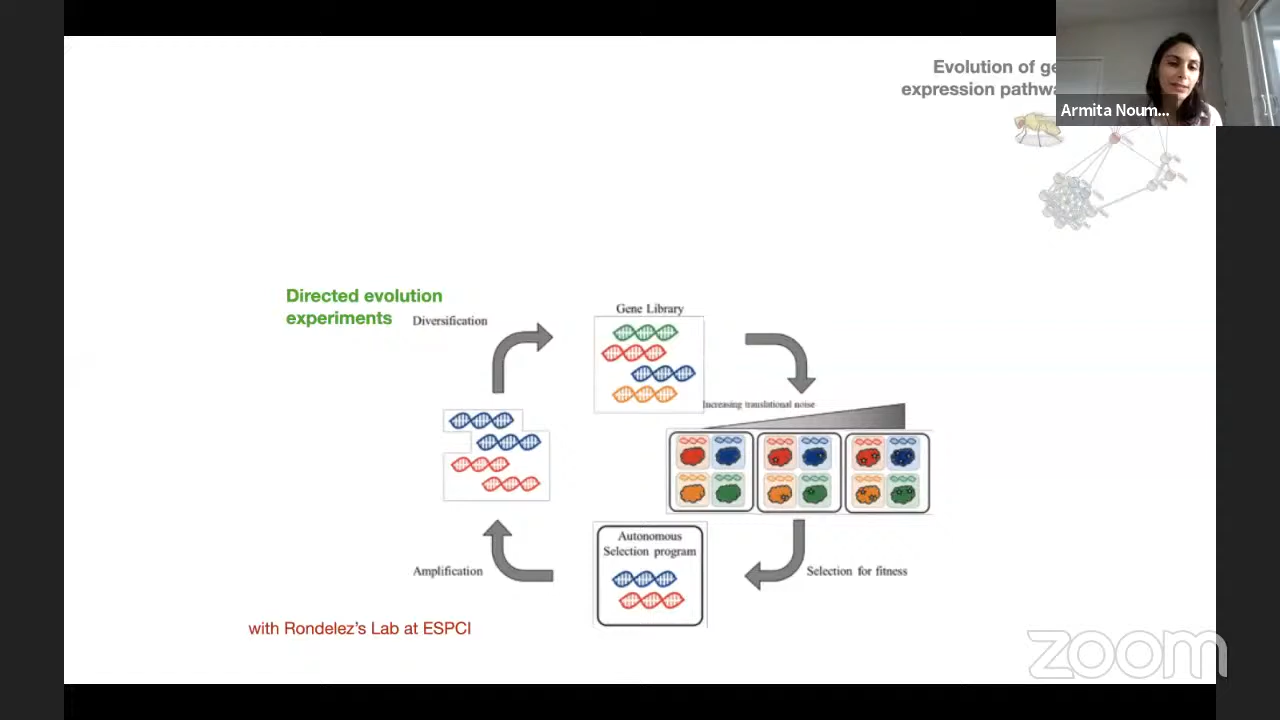 Evolution of ge
expression pathwa
Armita Noum...
Directed evolution
experiments
Diversification
Gene Library
Increasing translational noise
Autonomous
Selection program
Amplification
Selection for fitness
with Rondelez's Lab at ESPCI
zoom